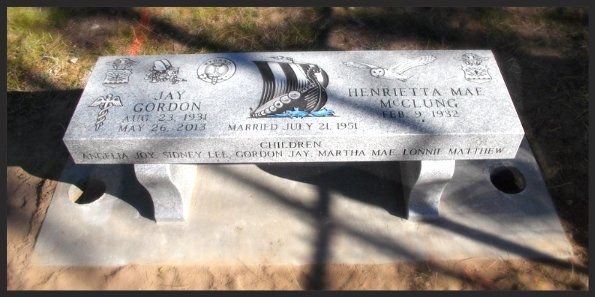 JAY
GORDON
AUG. 23, 1931
MAY 26, 2013
MARRIED JULY 21, 1951
HENRIETTA MAE
McCLUNG
FEB. 9, 1932
CHILDREN
ANGELIA JOY, SIDNEY LEE, GORDON JAY, MARTHA MAE, LONNIE MATTHEW